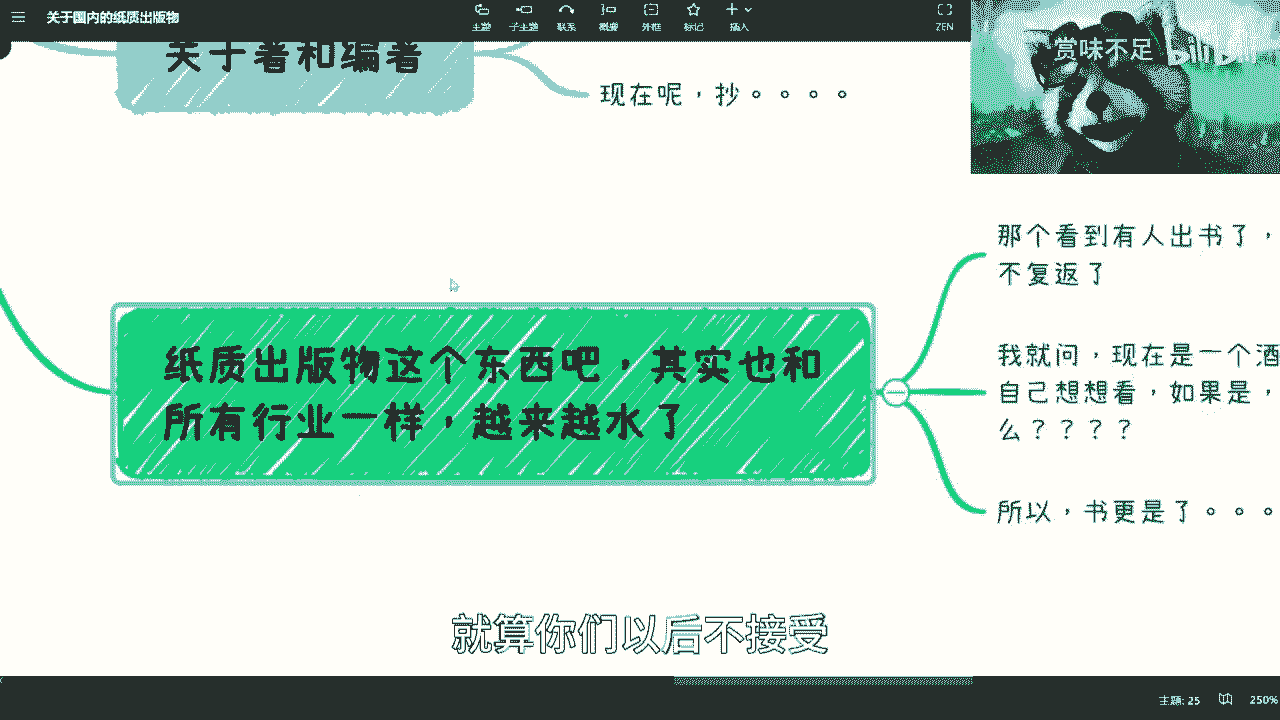 关于国内的纸质出版物
主题
子主题
联系
概要
外框
标记
插入
ZEN
赏味不足
bilibili
关于著和编著
现在呢，抄。。。。
那个看到有人出书了，
不复返了
纸质出版物这个东西吧，其实也和
所有行业一样，越来越水了
我就问，现在是一个酒
自己想想看，如果是，
么？？？？
所以，书更是了。。。
就算你们以后不接受
主题: 25
250%